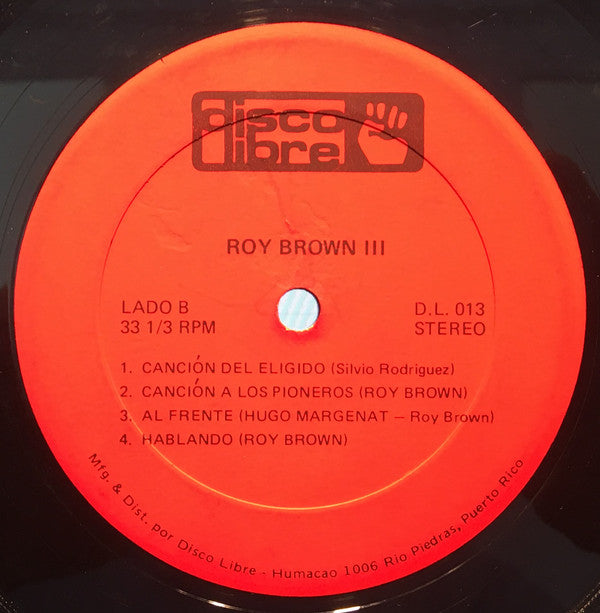 disco
libre
ROY BROWN III
LADO B
33 1/3 RPM
D.L. 013
STEREO
1. CANCIÓN DEL ELIGIDO (Silvio Rodriguez)
2. CANCIÓN A LOS PIONEROS (ROY BROWN)
3. AL FRENTE (HUGO MARGENAT – Roy Brown)
4. HABLANDO (ROY BROWN)
Mfg. & Dist. por Disco Libre - Humacao 1006 Rio Piedras, Puerto Rico